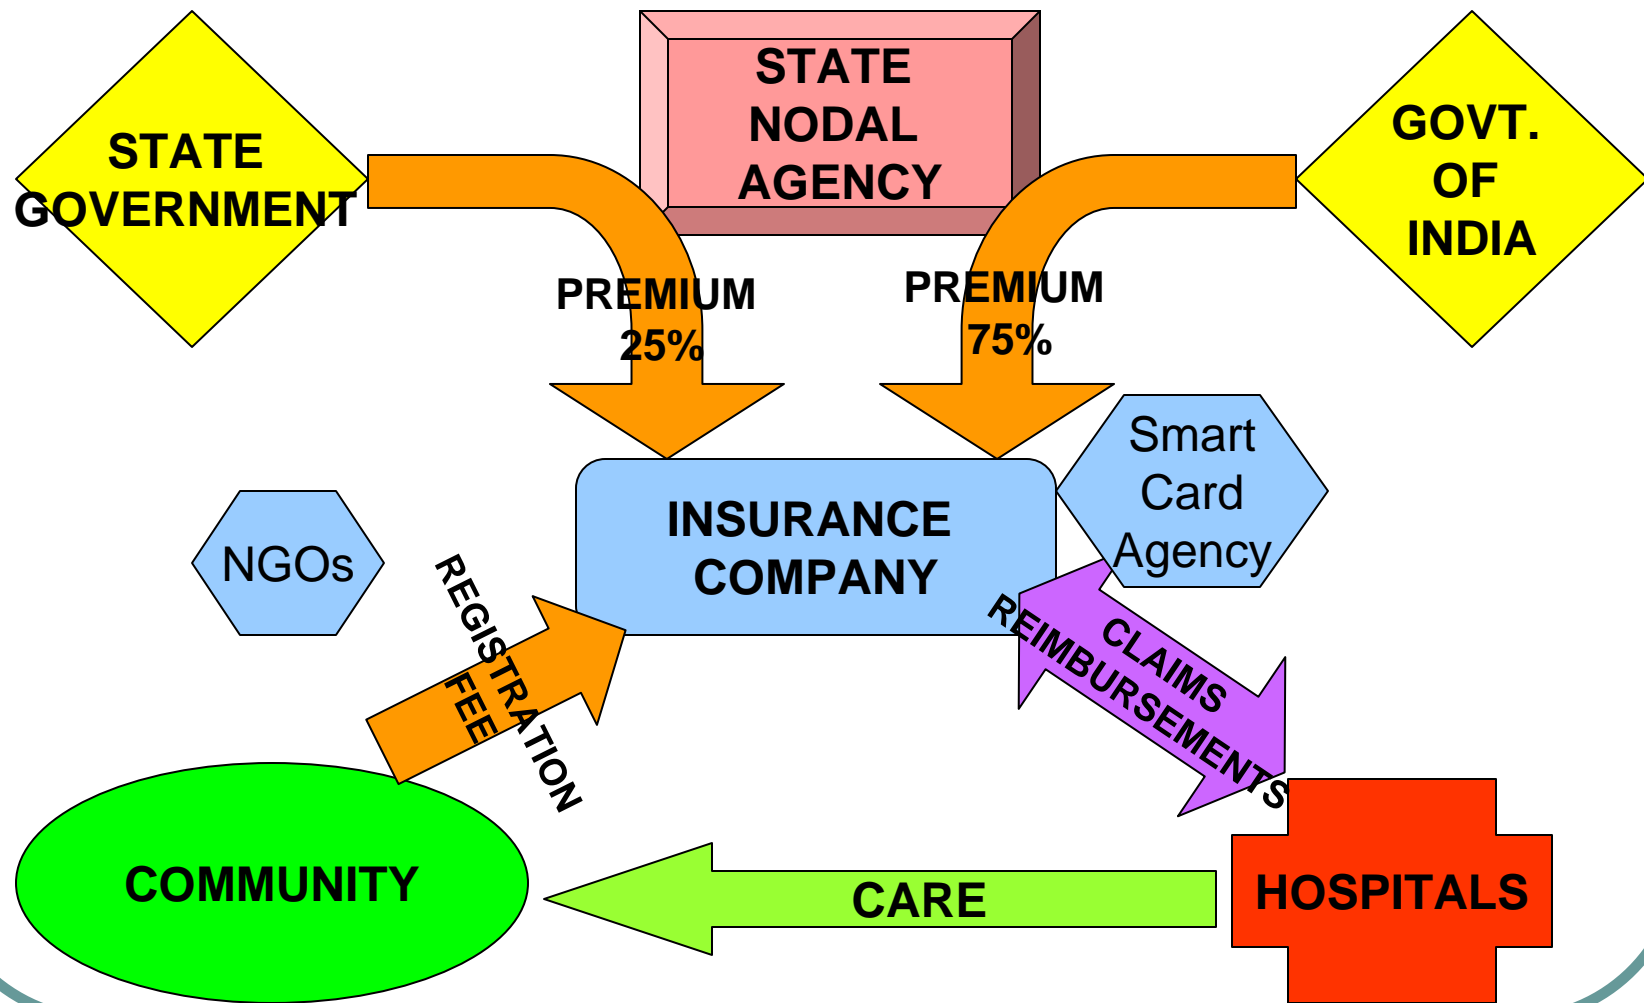 STATE
GOVERNMENT
STATE
NODAL
AGENCY
GOVT.
OF
INDIA
PREMIUM
25%
PREMIUM
75%
Smart
Card
Agency
INSURANCE
COMPANY
NGOs
REGISTRATION
FEE
CLAIMS
REIMBURSEMENTS
COMMUNITY
CARE
HOSPITALS